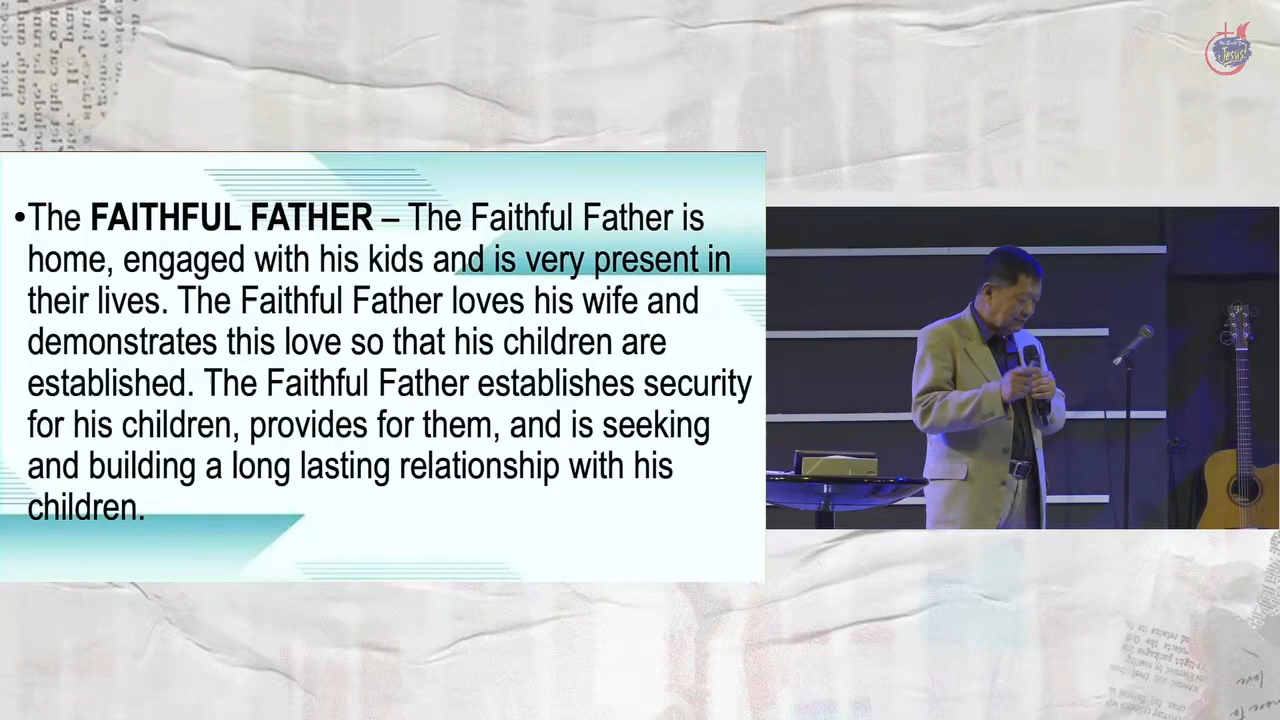 Jesus!
•The FAITHFUL FATHER – The Faithful Father is
home, engaged with his kids and is very present in
their lives. The Faithful Father loves his wife and
demonstrates this love so that his children are
established. The Faithful Father establishes security
for his children, provides for them, and is seeking
and building a long lasting relationship with his
children.